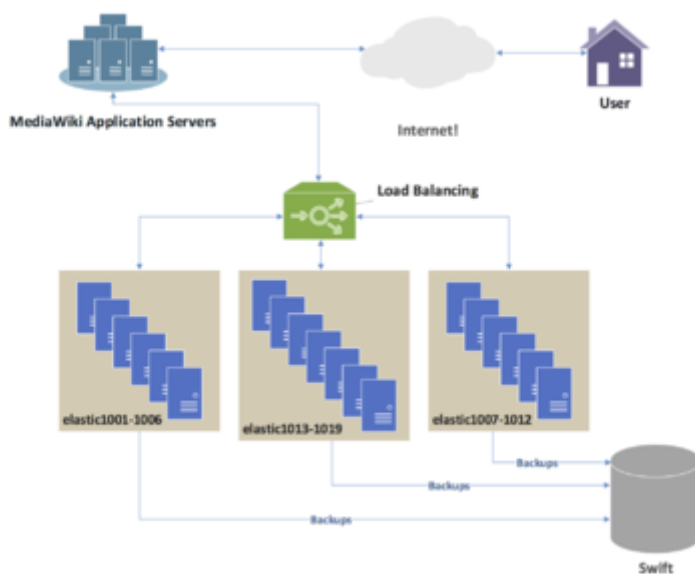 MediaWiki Application Servers
Internet!
User
Load Balancing
elastic1001-1006
elastic1013-1019
elastic1007-1012
Backups
Backups
Backups
Swift